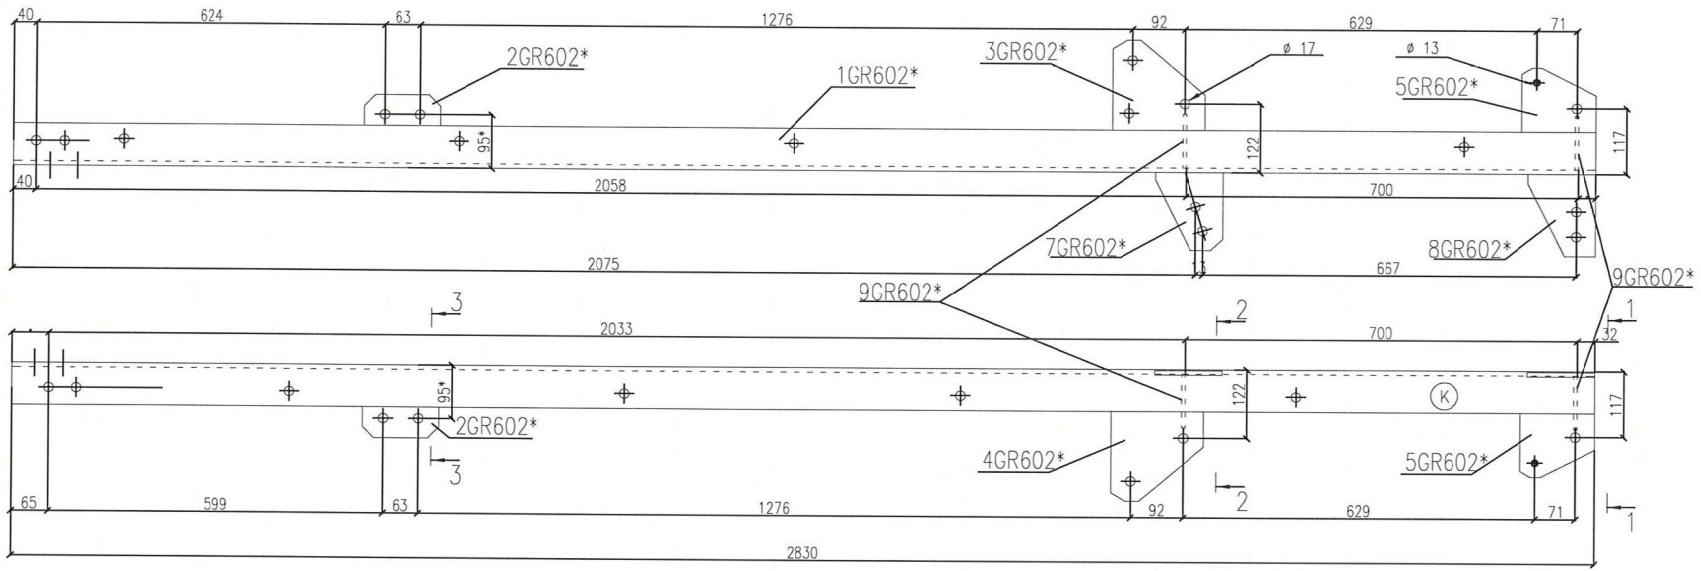 40 624 63 1276 92 629 71
2GR602* 1GR602* 3GR602* ø 17 ø 13 5GR602*
95* 122 117
40 2058 700
7GR602* 8GR602*
2075 13 667
9GR602* 9GR602*
3 2 1
2033 700 32
95* 122 K 117
2GR602* 4GR602* 5GR602*
3 2 1
65 599 63 1276 92 629 71
2830